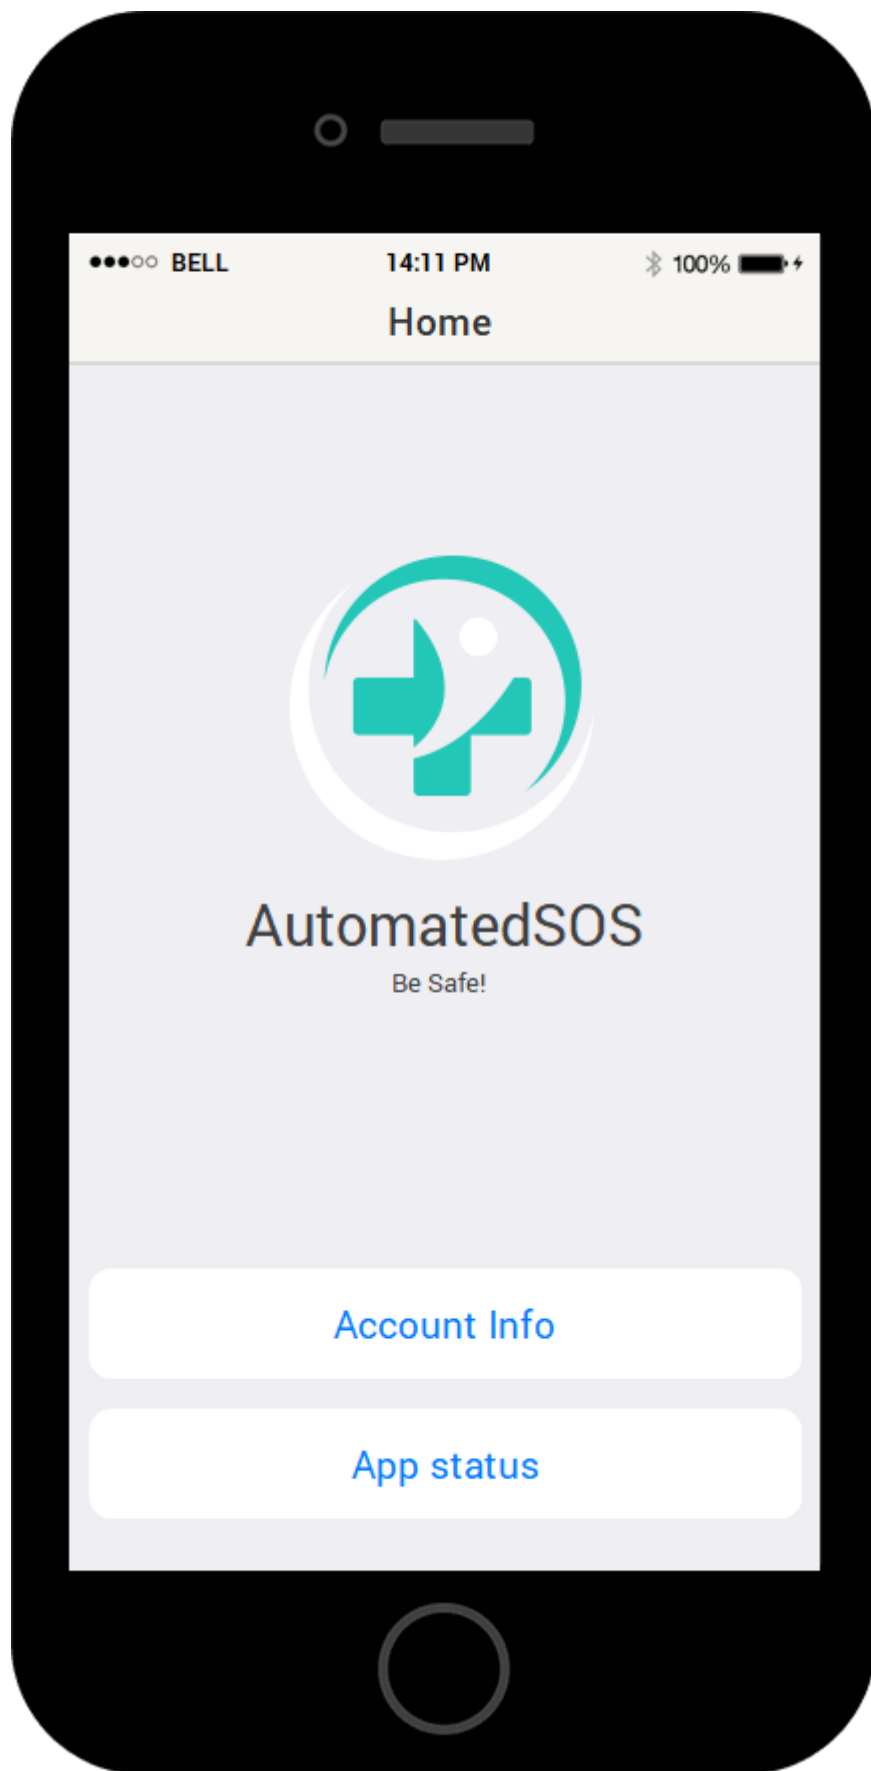 BELL 14:11 PM 100%
Home
AutomatedSOS
Be Safe!
Account Info
App status